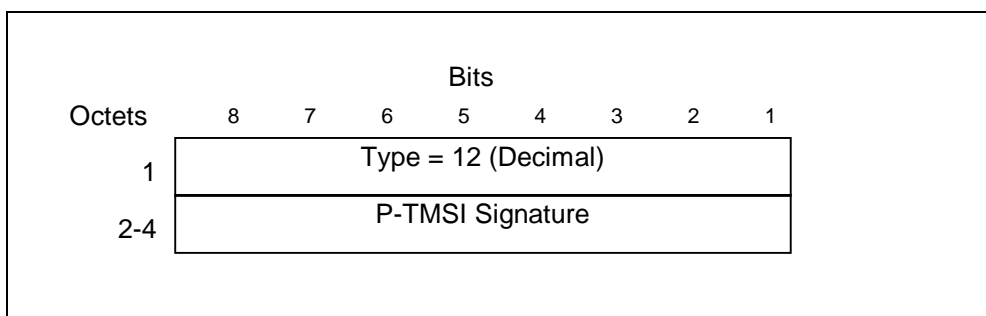 Bits
Octets 8 7 6 5 4 3 2 1
1 Type = 12 (Decimal)
2-4 P-TMSI Signature